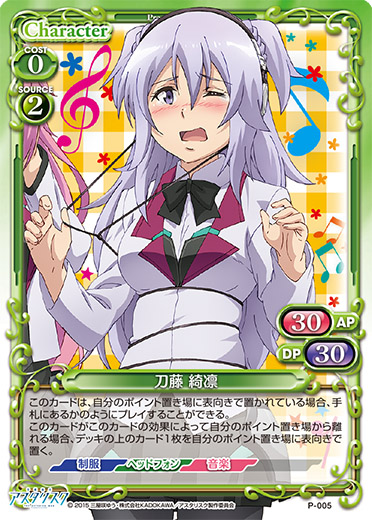 Character
COST
0
SOURCE
2
30 AP
DP 30
刀藤 綺凛
このカードは、自分のポイント置き場に表向きで置かれている場合、手
札にあるかのようにプレイすることができる。
このカードがこのカードの効果によって自分のポイント置き場から離
れる場合、デッキの上のカード1枚を自分のポイント置き場に表向きで
置く。
制服 ヘッドフォン 音楽
アスタリスク
© 2015 三屋咲ゆう・株式会社KADOKAWA/アスタリスク製作委員会
P-005